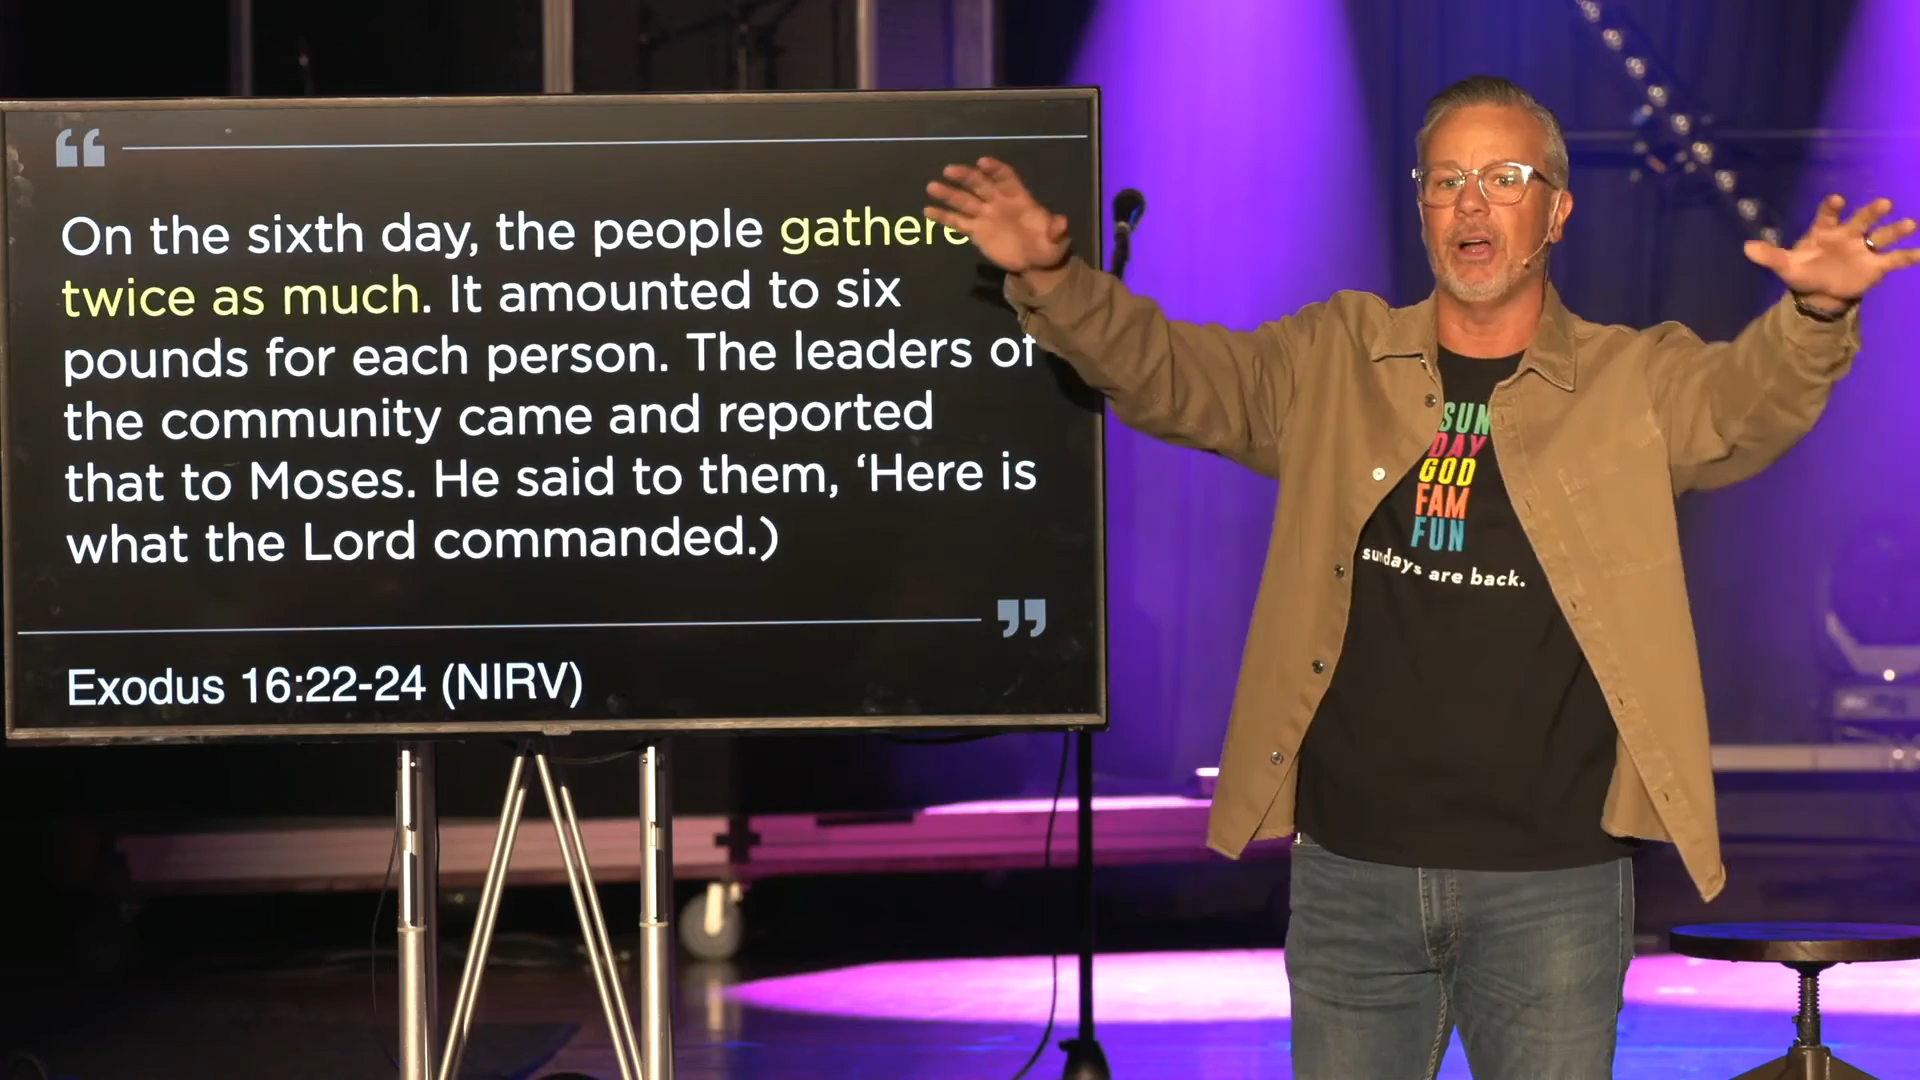 “
On the sixth day, the people gathere
twice as much. It amounted to six
pounds for each person. The leaders of
the community came and reported
that to Moses. He said to them, ‘Here is
what the Lord commanded.)
”
Exodus 16:22-24 (NIRV)
SUN
DAY
GOD
FAM
FUN
sundays are back.